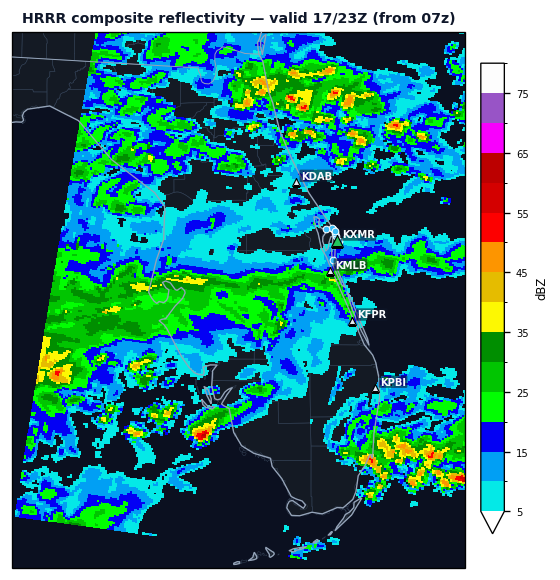 HRRR composite reflectivity — valid 17/23Z (from 07z)
KDAB
KXMR
KMLB
KFPR
KPBI
75
65
55
45
35
25
15
5
dBZ